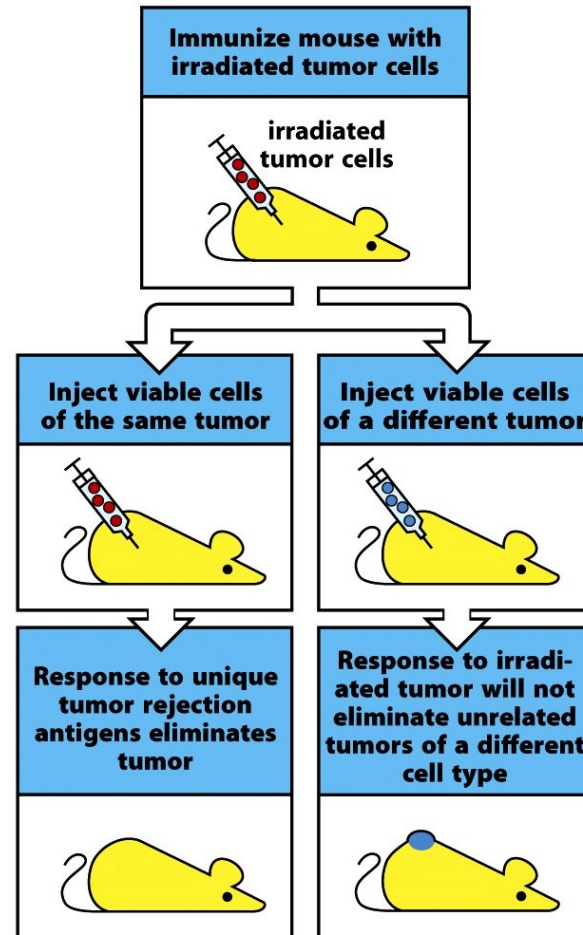 Immunize mouse with
irradiated tumor cells
irradiated
tumor cells
Inject viable cells
of the same tumor
Inject viable cells
of a different tumor
Response to unique
tumor rejection
antigens eliminates
tumor
Response to irradi-
ated tumor will not
eliminate unrelated
tumors of a different
cell type